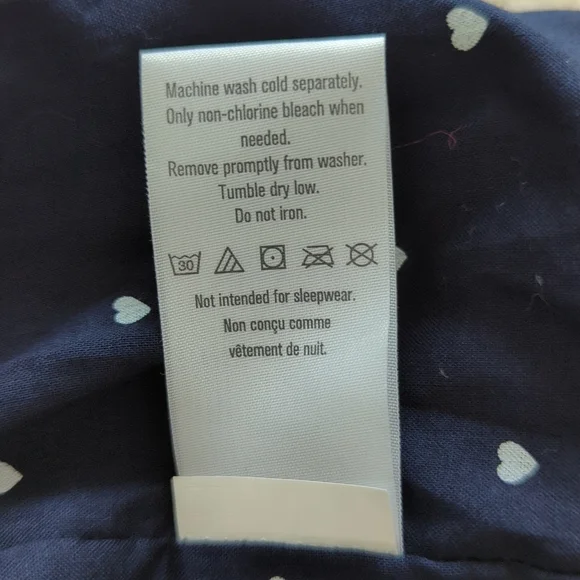 Machine wash cold separately.
Only non-chlorine bleach when
needed.
Remove promptly from washer.
Tumble dry low.
Do not iron.
30
Not intended for sleepwear.
Non conçu comme
vêtement de nuit.